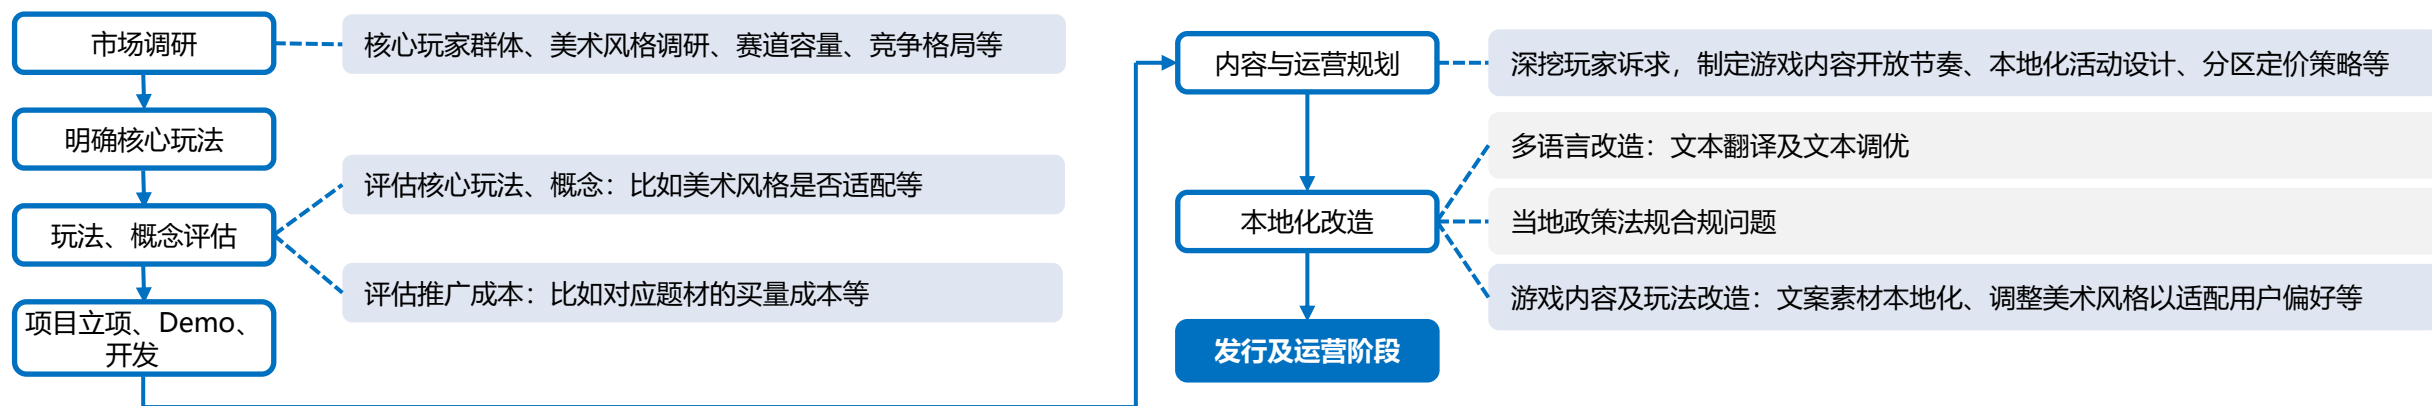 市场调研
核心玩家群体、美术风格调研、赛道容量、竞争格局等
明确核心玩法
玩法、概念评估
评估核心玩法、概念：比如美术风格是否适配等
评估推广成本：比如对应题材的买量成本等
项目立项、Demo、
开发
内容与运营规划
深挖玩家诉求，制定游戏内容开放节奏、本地化活动设计、分区定价策略等
本地化改造
多语言改造：文本翻译及文本调优
当地政策法规合规问题
游戏内容及玩法改造：文案素材本地化、调整美术风格以适配用户偏好等
发行及运营阶段